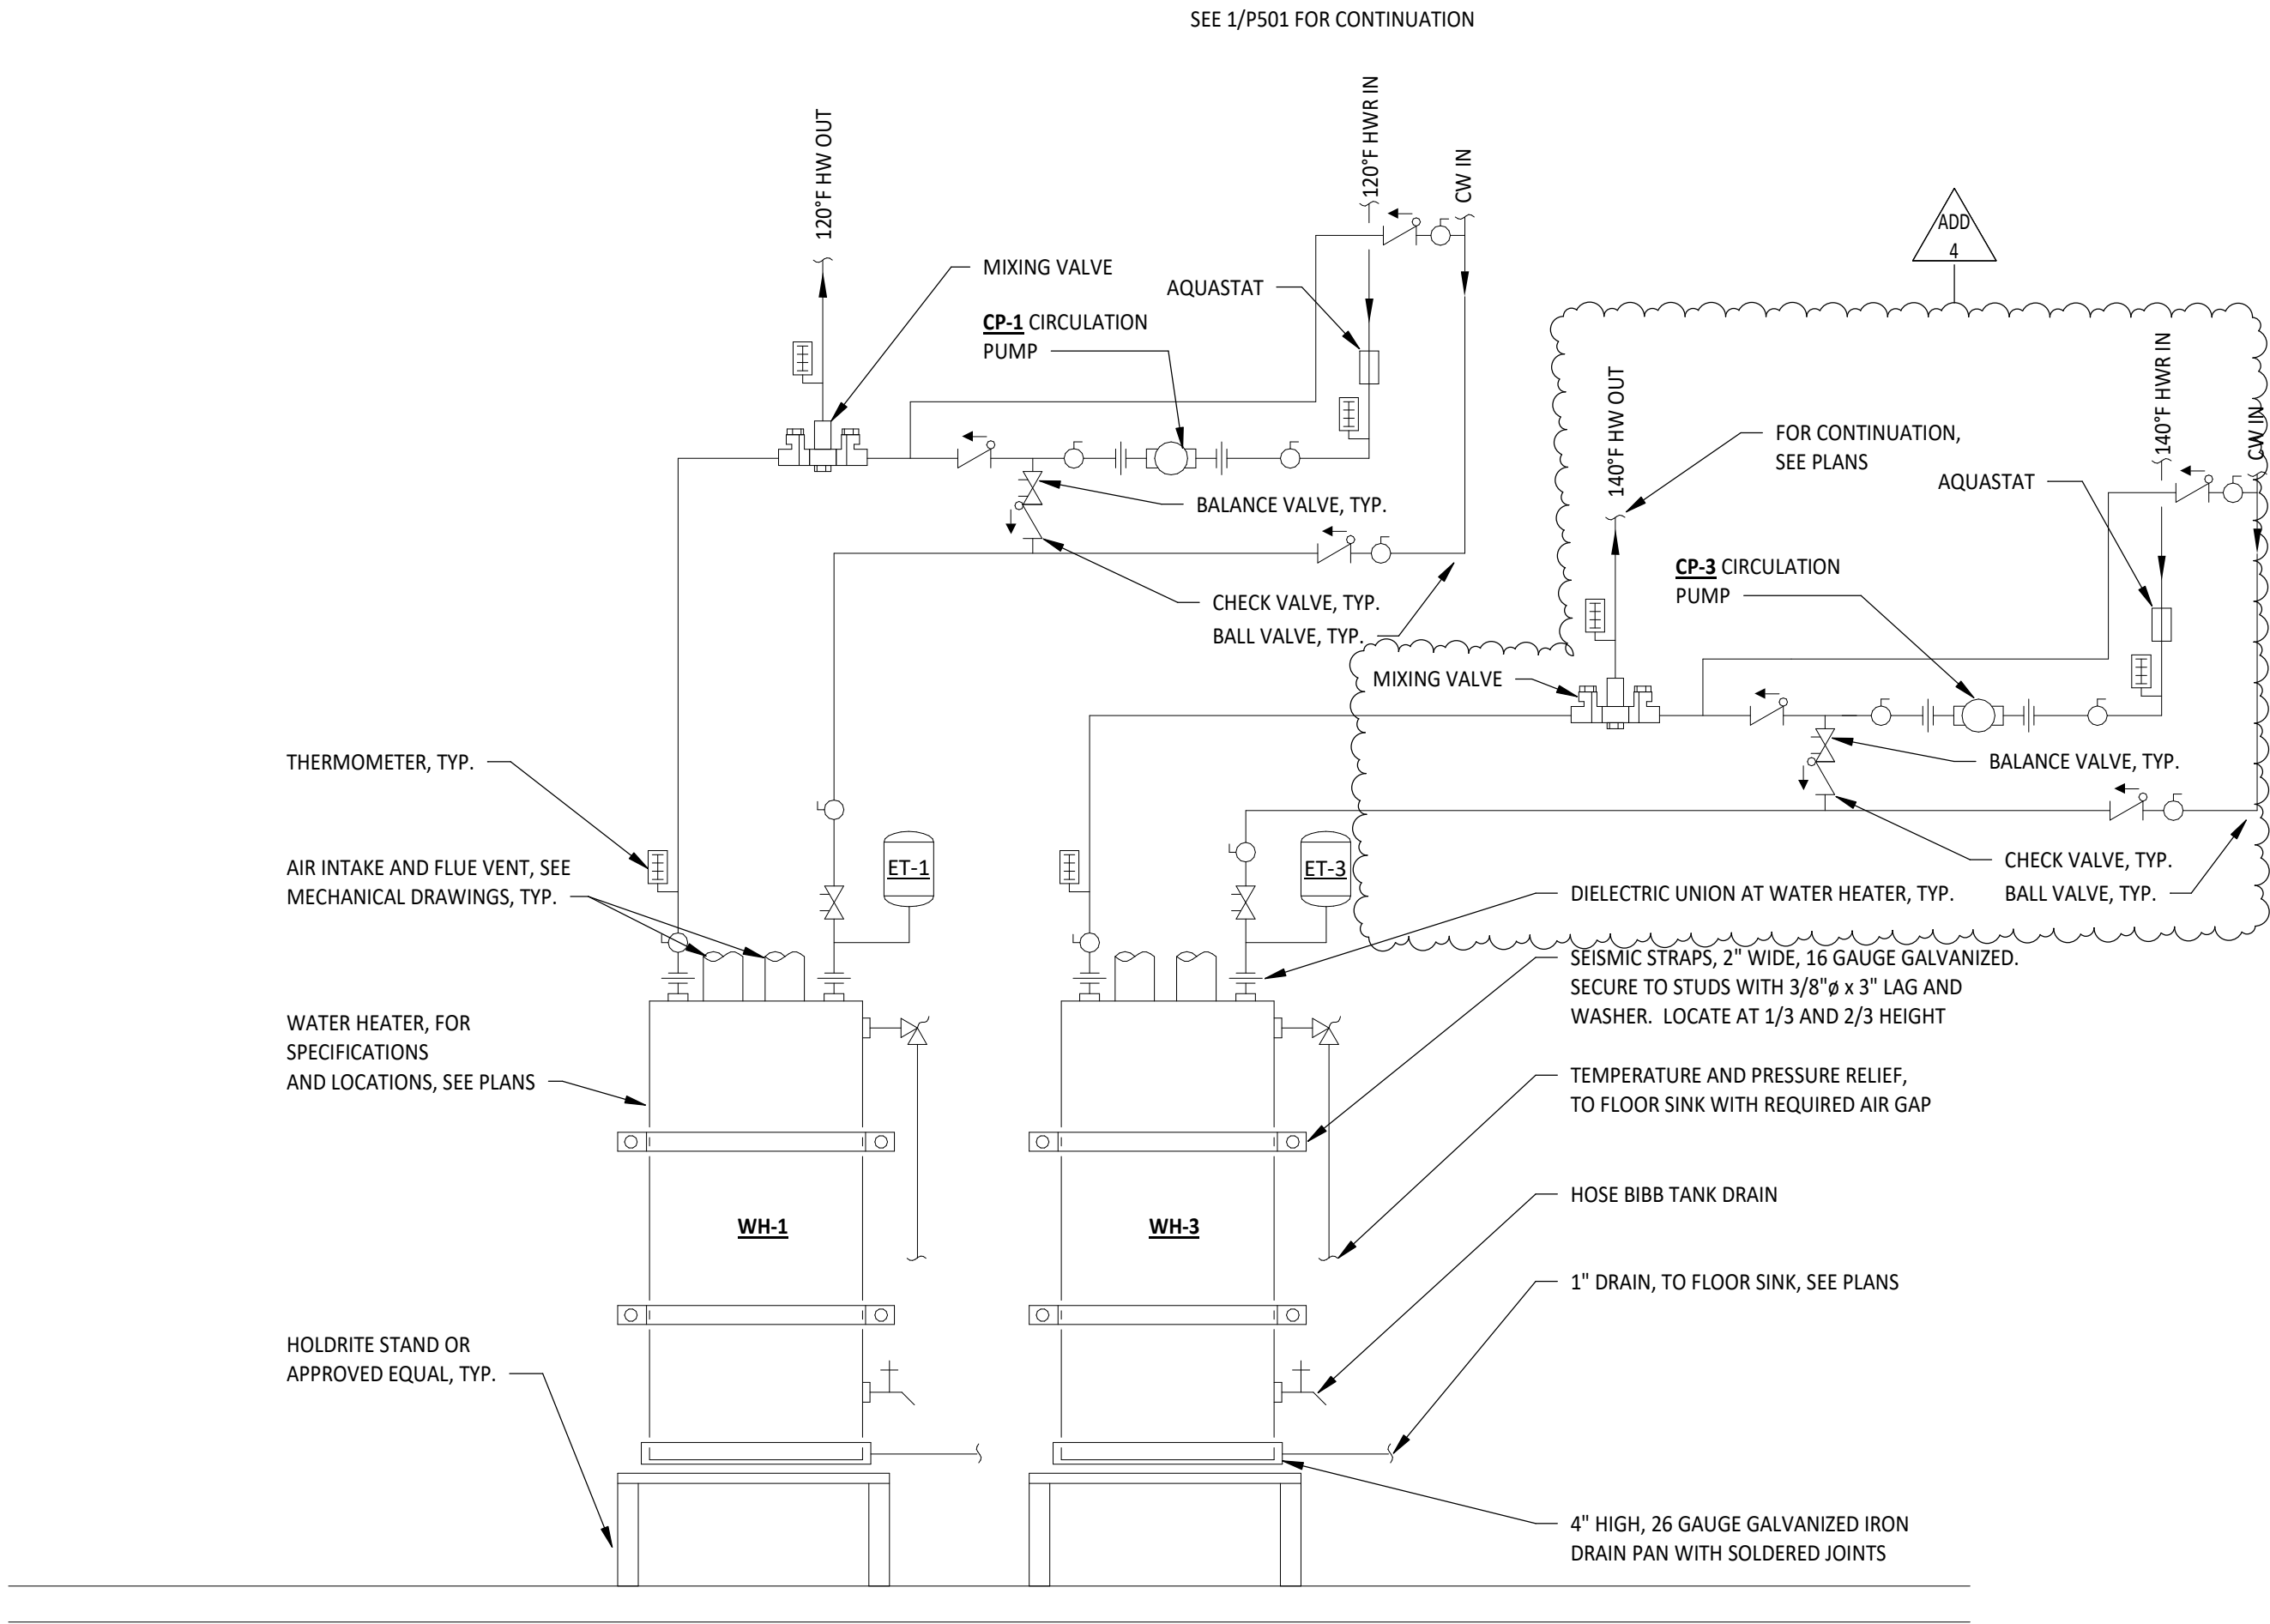 SEE 1/P501 FOR CONTINUATION
120°F HW OUT
120°F HWR IN
CW IN
ADD
4
MIXING VALVE
AQUASTAT
CP-1 CIRCULATION
PUMP
BALANCE VALVE, TYP.
CHECK VALVE, TYP.
BALL VALVE, TYP.
140°F HW OUT
140°F HWR IN
CW IN
FOR CONTINUATION,
SEE PLANS
AQUASTAT
CP-3 CIRCULATION
PUMP
MIXING VALVE
BALANCE VALVE, TYP.
CHECK VALVE, TYP.
BALL VALVE, TYP.
THERMOMETER, TYP.
AIR INTAKE AND FLUE VENT, SEE
MECHANICAL DRAWINGS, TYP.
ET-1
ET-3
DIELECTRIC UNION AT WATER HEATER, TYP.
SEISMIC STRAPS, 2" WIDE, 16 GAUGE GALVANIZED.
SECURE TO STUDS WITH 3/8"ø x 3" LAG AND
WASHER.  LOCATE AT 1/3 AND 2/3 HEIGHT
WATER HEATER, FOR
SPECIFICATIONS
AND LOCATIONS, SEE PLANS
TEMPERATURE AND PRESSURE RELIEF,
TO FLOOR SINK WITH REQUIRED AIR GAP
WH-1
WH-3
HOSE BIBB TANK DRAIN
1" DRAIN, TO FLOOR SINK, SEE PLANS
HOLDRITE STAND OR
APPROVED EQUAL, TYP.
4" HIGH, 26 GAUGE GALVANIZED IRON
DRAIN PAN WITH SOLDERED JOINTS